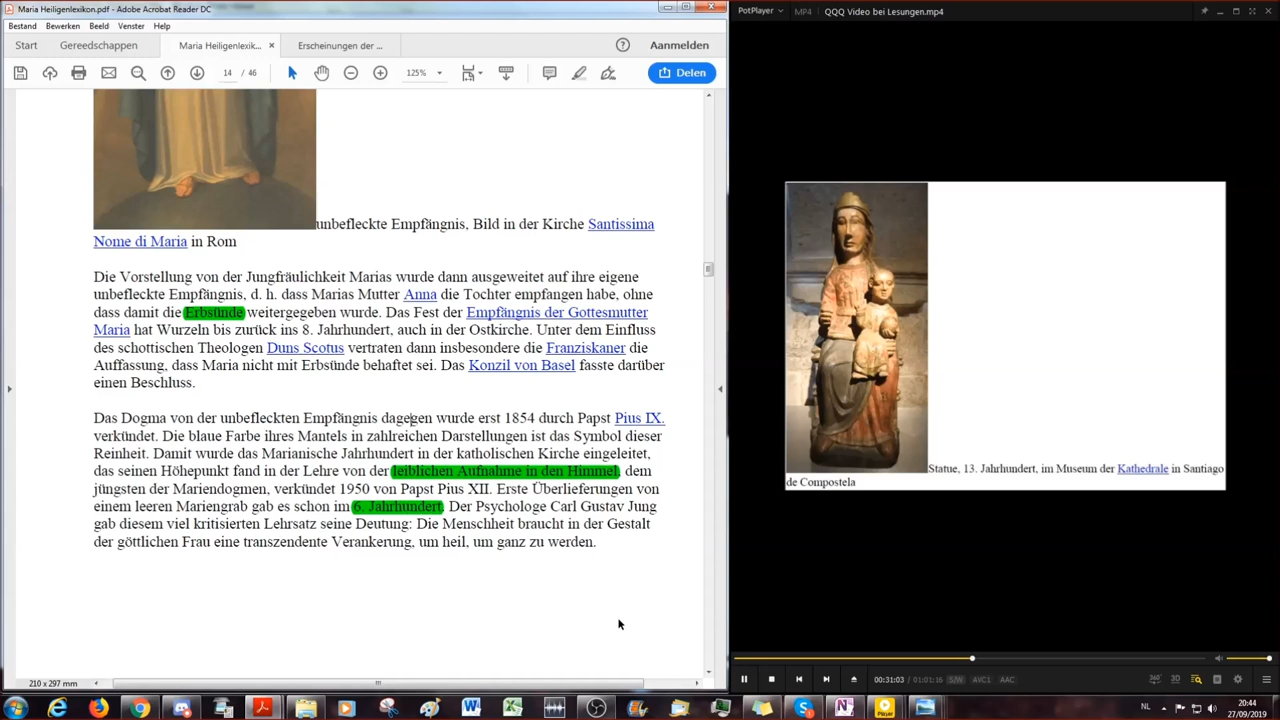 Maria Heiligenlexikon.pdf - Adobe Acrobat Reader DC
Bestand Bewerken Beeld Venster Help
Start Gereedschappen Maria Heiligenlexik... × Erscheinungen der ... ? Aanmelden
14 / 46 125% Delen
unbefleckte Empfängnis, Bild in der Kirche Santissima
Nome di Maria in Rom
Die Vorstellung von der Jungfräulichkeit Marias wurde dann ausgeweitet auf ihre eigene
unbefleckte Empfängnis, d. h. dass Marias Mutter Anna die Tochter empfangen habe, ohne
dass damit die Erbsünde weitergegeben wurde. Das Fest der Empfängnis der Gottesmutter
Maria hat Wurzeln bis zurück ins 8. Jahrhundert, auch in der Ostkirche. Unter dem Einfluss
des schottischen Theologen Duns Scotus vertraten dann insbesondere die Franziskaner die
Auffassung, dass Maria nicht mit Erbsünde behaftet sei. Das Konzil von Basel fasste darüber
einen Beschluss.
Das Dogma von der unbefleckten Empfängnis dagegen wurde erst 1854 durch Papst Pius IX.
verkündet. Die blaue Farbe ihres Mantels in zahlreichen Darstellungen ist das Symbol dieser
Reinheit. Damit wurde das Marianische Jahrhundert in der katholischen Kirche eingeleitet,
das seinen Höhepunkt fand in der Lehre von der leiblichen Aufnahme in den Himmel, dem
jüngsten der Mariendogmen, verkündet 1950 von Papst Pius XII. Erste Überlieferungen von
einem leeren Mariengrab gab es schon im 6. Jahrhundert. Der Psychologe Carl Gustav Jung
gab diesem viel kritisierten Lehrsatz seine Deutung: Die Menschheit braucht in der Gestalt
der göttlichen Frau eine transzendente Verankerung, um heil, um ganz zu werden.
210 x 297 mm
PotPlayer MP4 QQQ Video bei Lesungen.mp4
Statue, 13. Jahrhundert, im Museum der Kathedrale in Santiago
de Compostela
00:31:03 / 01:01:16 S/W AVC1 AAC 360° 3D
NL 20:44
27/09/2019